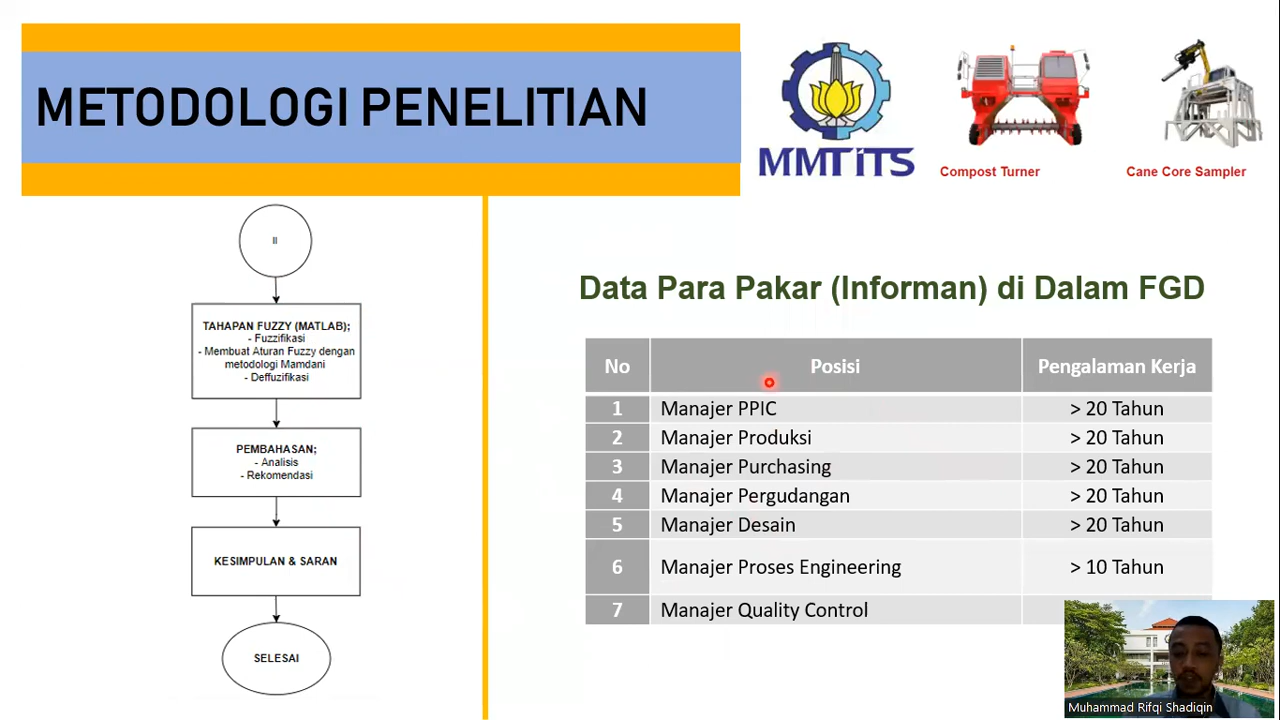 METODOLOGI PENELITIAN
MMT ITS
Compost Turner
Cane Core Sampler
II
TAHAPAN FUZZY (MATLAB);
- Fuzzifikasi
- Membuat Aturan Fuzzy dengan
metodologi Mamdani
- Deffuzifikasi
PEMBAHASAN;
- Analisis
- Rekomendasi
KESIMPULAN & SARAN
SELESAI
Data Para Pakar (Informan) di Dalam FGD
No Posisi Pengalaman Kerja
1 Manajer PPIC > 20 Tahun
2 Manajer Produksi > 20 Tahun
3 Manajer Purchasing > 20 Tahun
4 Manajer Pergudangan > 20 Tahun
5 Manajer Desain > 20 Tahun
6 Manajer Proses Engineering > 10 Tahun
7 Manajer Quality Control
Muhammad Rifqi Shadiqin